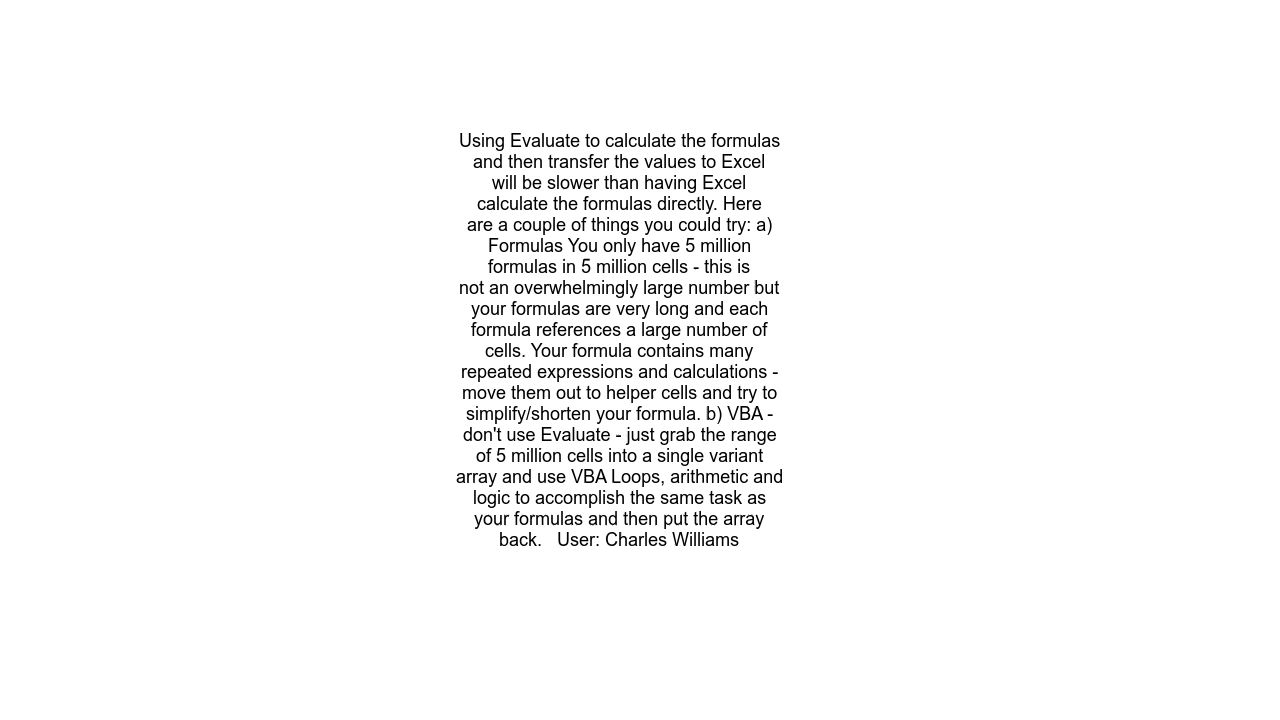 Using Evaluate to calculate the formulas
and then transfer the values to Excel
will be slower than having Excel
calculate the formulas directly. Here
are a couple of things you could try: a)
Formulas You only have 5 million
formulas in 5 million cells - this is
not an overwhelmingly large number but
your formulas are very long and each
formula references a large number of
cells. Your formula contains many
repeated expressions and calculations -
move them out to helper cells and try to
simplify/shorten your formula. b) VBA -
don't use Evaluate - just grab the range
of 5 million cells into a single variant
array and use VBA Loops, arithmetic and
logic to accomplish the same task as
your formulas and then put the array
back.   User: Charles Williams